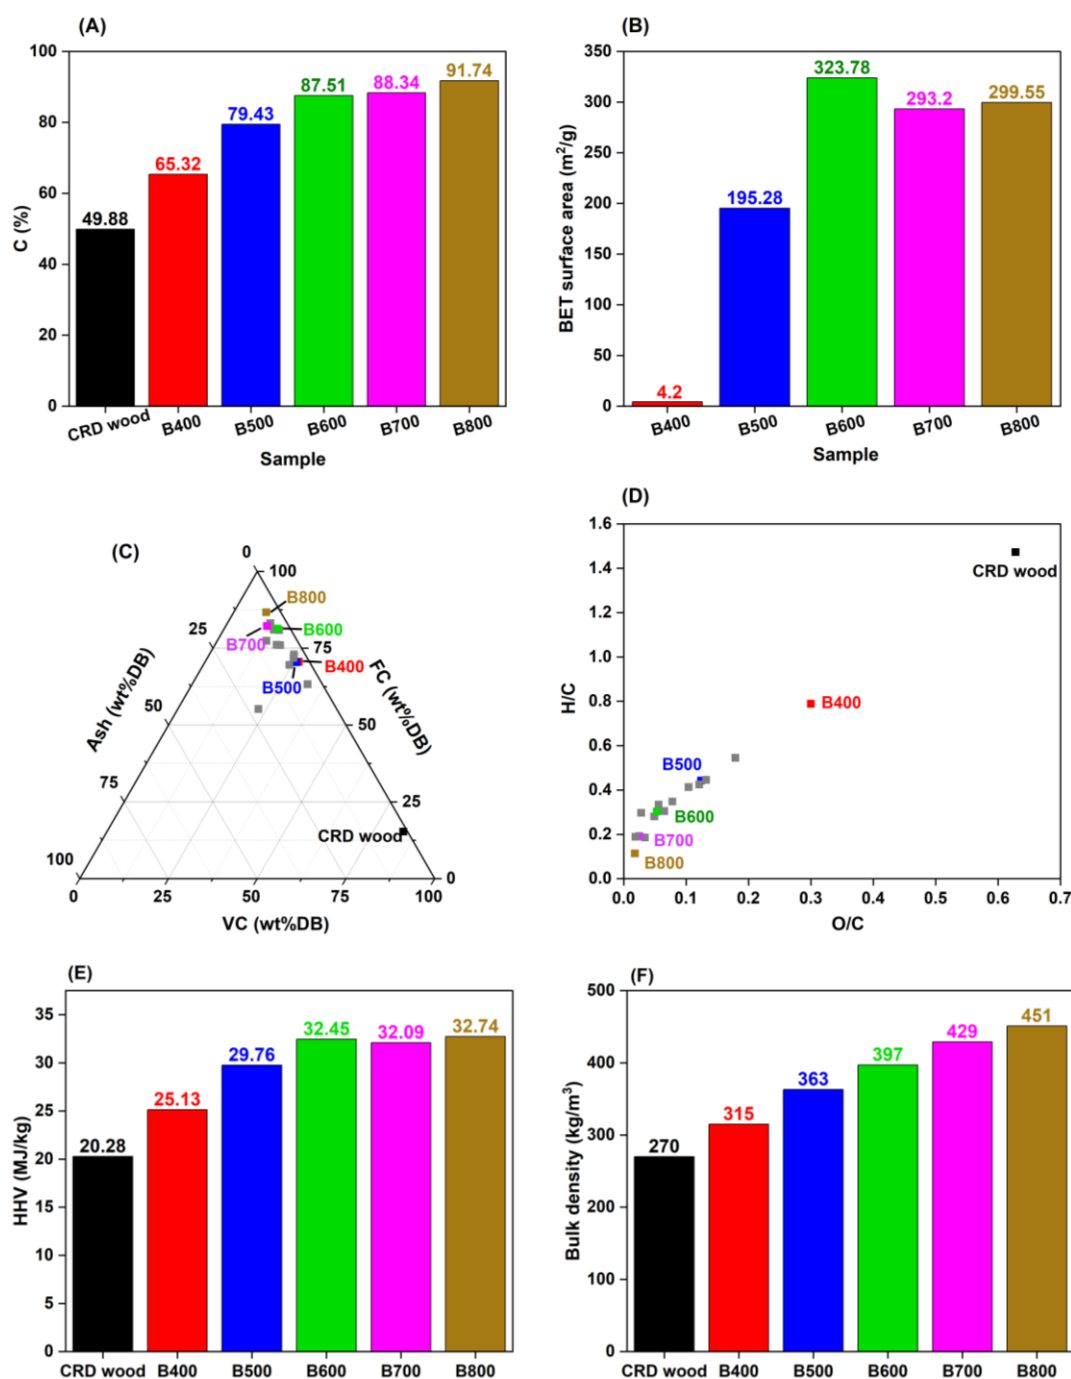 (A)
C (%)
100
80
60
40
20
0
49.88
65.32
79.43
87.51
88.34
91.74
CRD wood
B400
B500
B600
B700
B800
Sample
(B)
BET surface area (m²/g)
350
300
250
200
150
100
50
0
4.2
195.28
323.78
293.2
299.55
B400
B500
B600
B700
B800
Sample
(C)
0
100
25
75
50
50
75
25
100
0
0
25
50
75
100
Ash (wt%DB)
FC (wt%DB)
VC (wt%DB)
B800
B600
B700
B400
B500
CRD wood
(D)
H/C
1.6
1.4
1.2
1.0
0.8
0.6
0.4
0.2
0.0
CRD wood
B400
B500
B600
B700
B800
0.0
0.1
0.2
0.3
0.4
0.5
0.6
0.7
O/C
(E)
HHV (MJ/kg)
35
30
25
20
15
10
5
0
20.28
25.13
29.76
32.45
32.09
32.74
CRD wood
B400
B500
B600
B700
B800
(F)
Bulk density (kg/m³)
500
400
300
200
100
0
270
315
363
397
429
451
CRD wood
B400
B500
B600
B700
B800